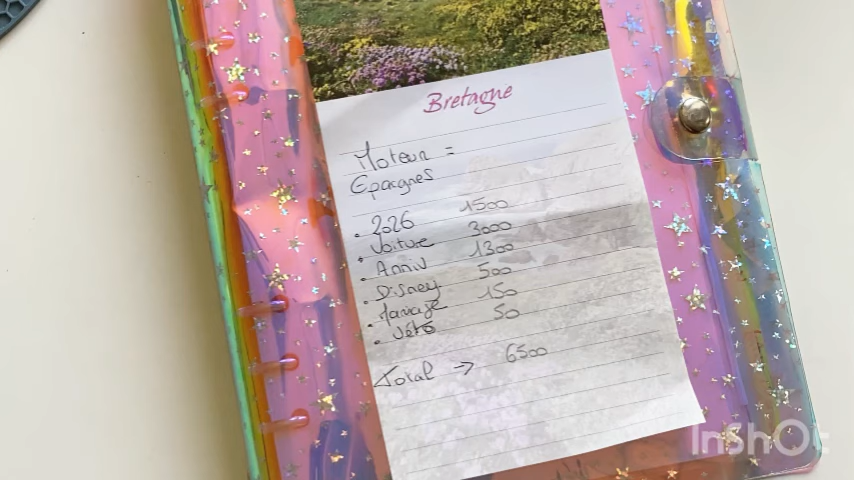 Bretagne
Moteur =
Epargnes
. 2026 1500
. Voiture 3000
. Anniv 1300
. Disney 500
. Mariage 150
. Véto 50
Total → 6500
InShOt